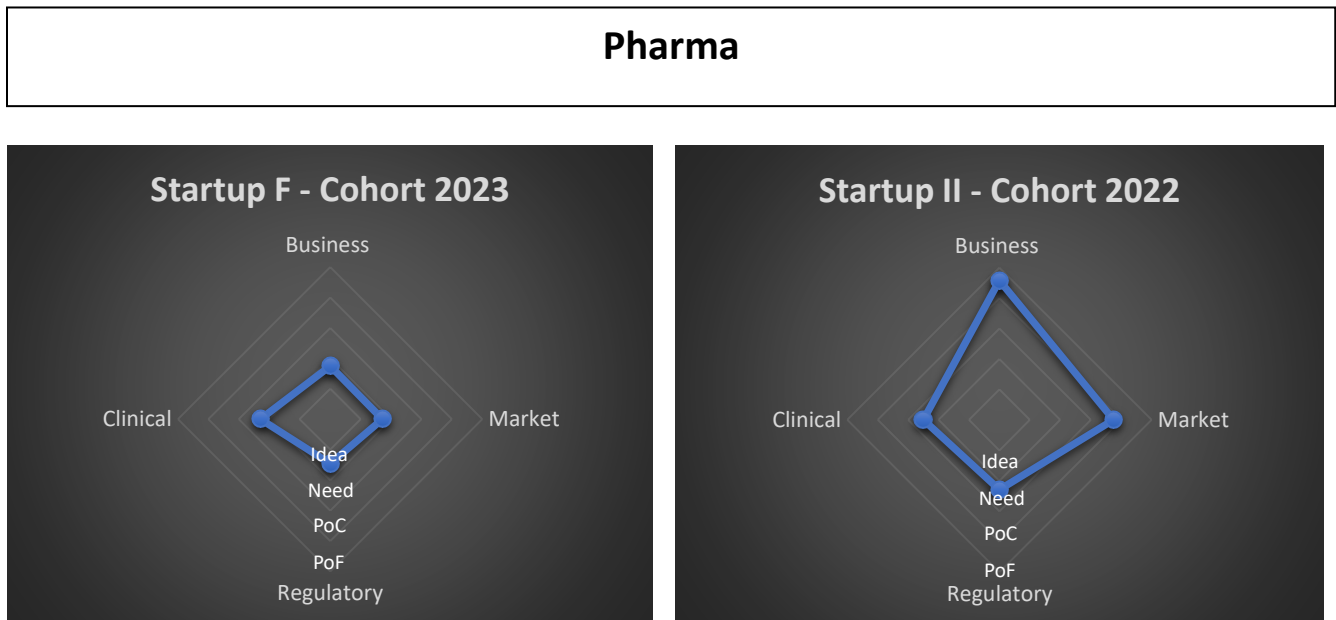 Pharma
Startup F - Cohort 2023
Business
Clinical
Market
Idea
Need
PoC
PoF
Regulatory
Startup II - Cohort 2022
Business
Clinical
Market
Idea
Need
PoC
PoF
Regulatory